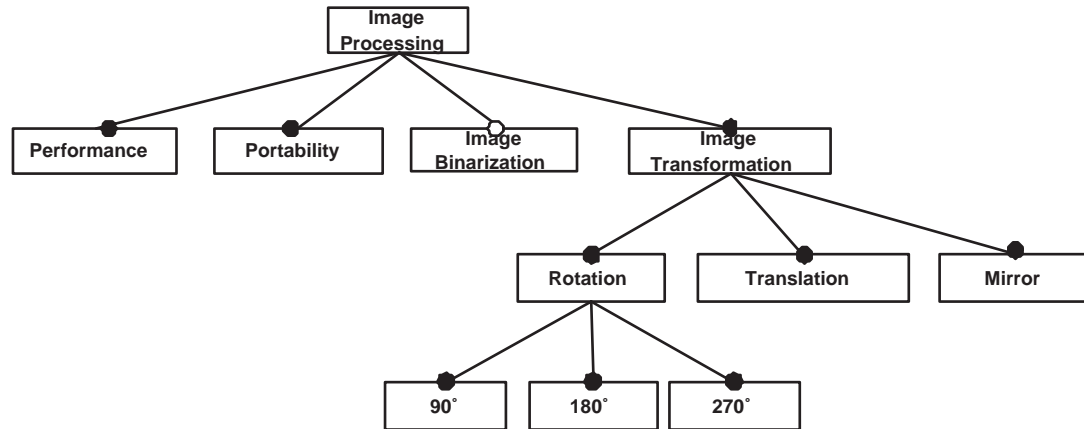 Image
Processing
Performance
Portability
Image
Binarization
Image
Transformation
Rotation
Translation
Mirror
90°
180°
270°